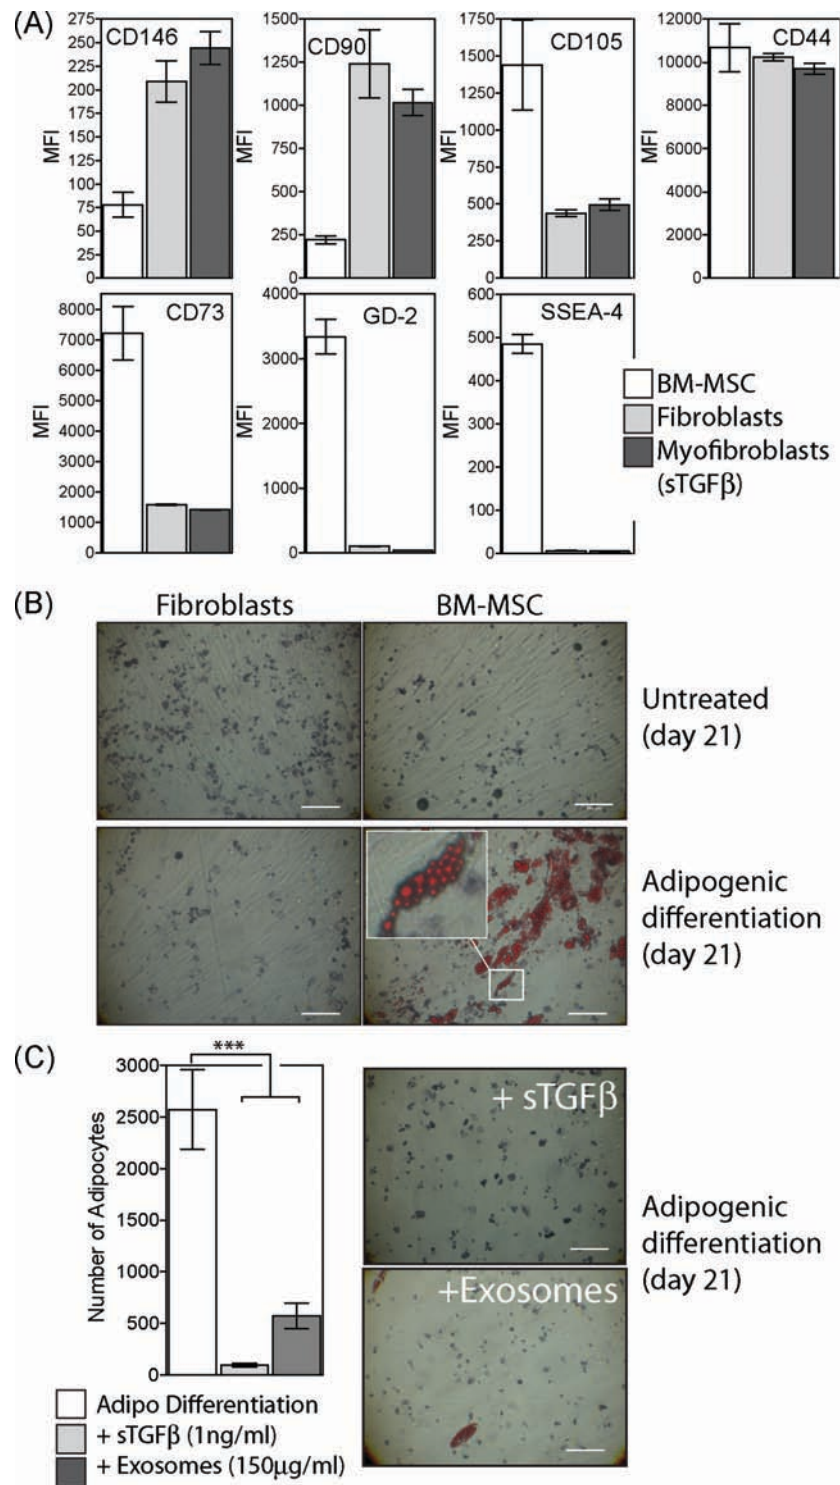 (A)
CD146
CD90
CD105
CD44
MFI
275
250
225
200
175
150
125
100
75
50
25
0
MFI
1500
1250
1000
750
500
250
0
MFI
1750
1500
1250
1000
750
500
250
0
MFI
10000
8000
6000
4000
2000
0
CD73
GD-2
SSEA-4
MFI
8000
7000
6000
5000
4000
3000
2000
1000
0
MFI
4000
3000
2000
1000
0
MFI
600
500
400
300
200
100
0
BM-MSC
Fibroblasts
Myofibroblasts
(sTGFβ)
(B)
Fibroblasts
BM-MSC
Untreated
(day 21)
Adipogenic
differentiation
(day 21)
(C)
***
Number of Adipocytes
3000
2500
2000
1500
1000
500
0
Adipo Differentiation
+ sTGFβ (1ng/ml)
+ Exosomes (150µg/ml)
+ sTGFβ
+Exosomes
Adipogenic
differentiation
(day 21)